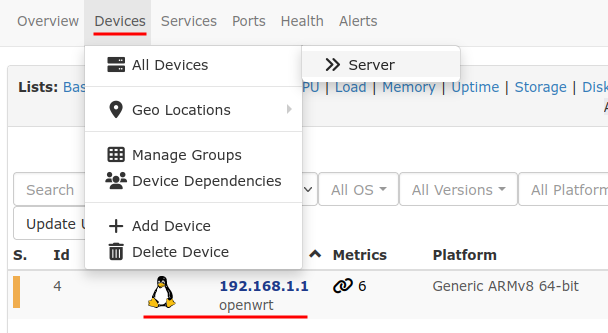 Overview Devices Services Ports Health Alerts
All Devices
Server
Lists: Bas
PU | Load | Memory | Uptime | Storage | Disk
Geo Locations
Manage Groups
Device Dependencies
Search
All OS
All Versions
All Platform
Update U
Add Device
Delete Device
S. Id Metrics Platform
4 192.168.1.1 6 Generic ARMv8 64-bit
openwrt